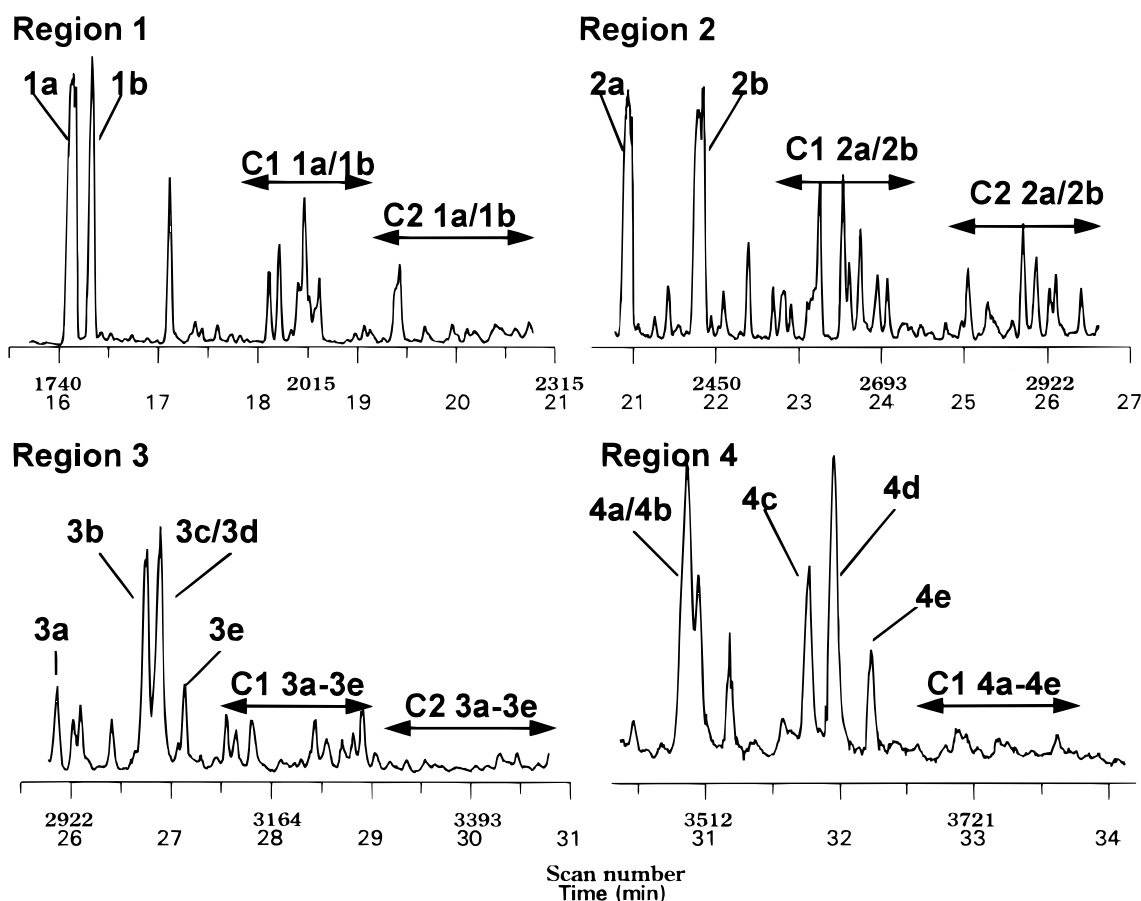 Region 1
1a 1b
C1 1a/1b
C2 1a/1b
1740 2015 2315
16 17 18 19 20 21
Region 2
2a 2b
C1 2a/2b
C2 2a/2b
2450 2693 2922
21 22 23 24 25 26 27
Region 3
3b 3c/3d
3a 3e
C1 3a-3e
C2 3a-3e
2922 3164 3393
26 27 28 29 30 31
Region 4
4a/4b 4c 4d
4e
C1 4a-4e
3512 3721
31 32 33 34
Scan number
Time (min)